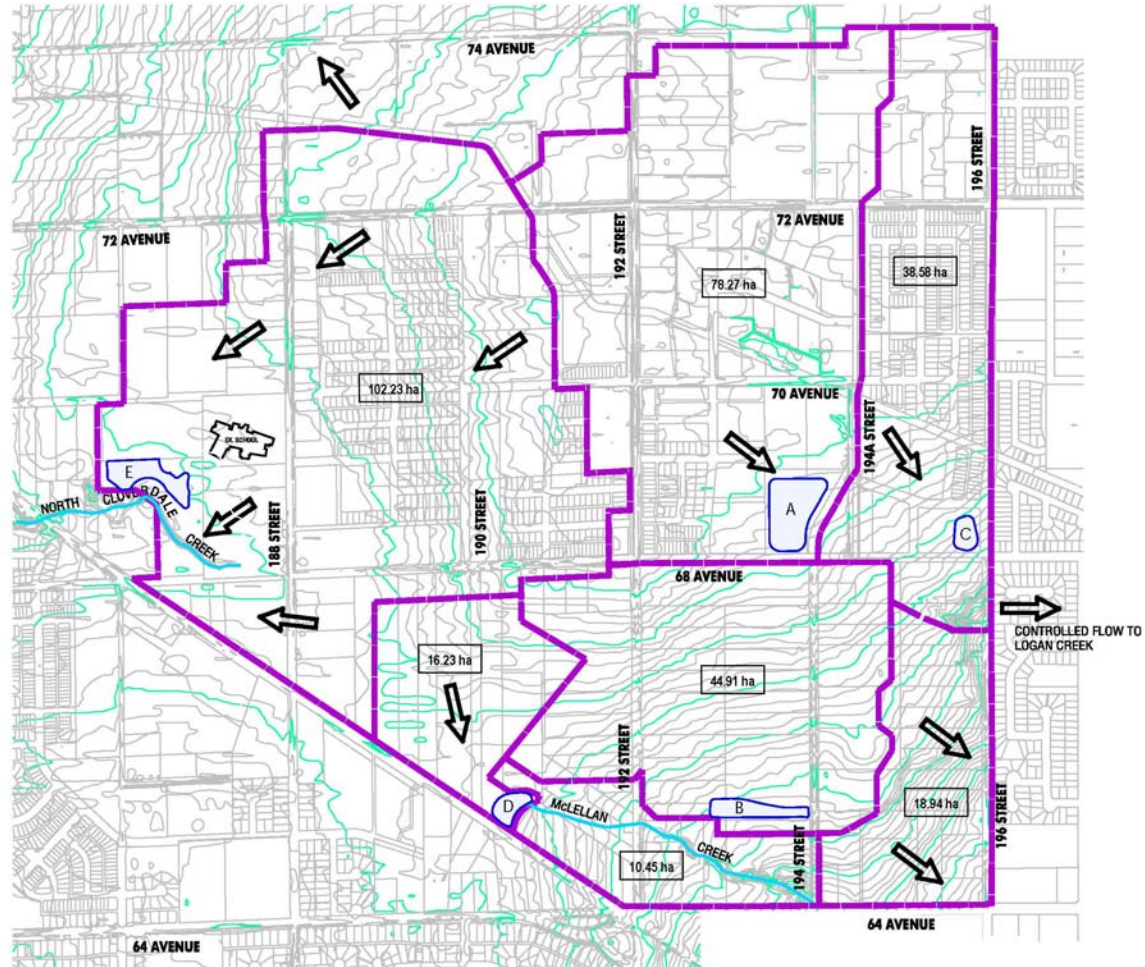 74 AVENUE
196 STREET
72 AVENUE
72 AVENUE
192 STREET
38.58 ha
78.27 ha
102.23 ha
70 AVENUE
194A STREET
EX. SCHOOL
E
A
C
NORTH CLOVERDALE CREEK
188 STREET
190 STREET
68 AVENUE
CONTROLLED FLOW TO
LOGAN CREEK
16.23 ha
44.91 ha
192 STREET
D
McLELLAN CREEK
B
18.94 ha
196 STREET
194 STREET
10.45 ha
64 AVENUE
64 AVENUE